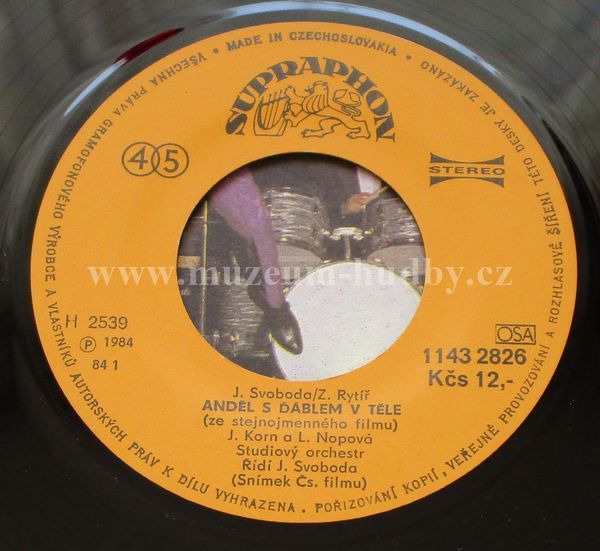 VŠECHNA PRÁVA GRAMOFONOVÉHO VÝROBCE A VLASTNÍKŮ AUTORSKÝCH PRÁV K DÍLU VYHRAZENA. POŘIZOVÁNÍ KOPIÍ, VEŘEJNÉ PROVOZOVÁNÍ A ROZHLASOVÉ ŠÍŘENÍ TÉTO DESKY JE ZAKÁZÁNO
• MADE IN CZECHOSLOVAKIA •
SUPRAPHON
45
STEREO
www.muzeum-hudby.cz
H 2539
Ⓟ 1984
84 1
OSA
1143 2826
Kčs 12,-
J. Svoboda/Z. Rytíř
ANDĚL S ĎÁBLEM V TĚLE
(ze stejnojmenného filmu)
J. Korn a L. Nopová
Studiový orchestr
Řídí J. Svoboda
(Snímek Čs. filmu)